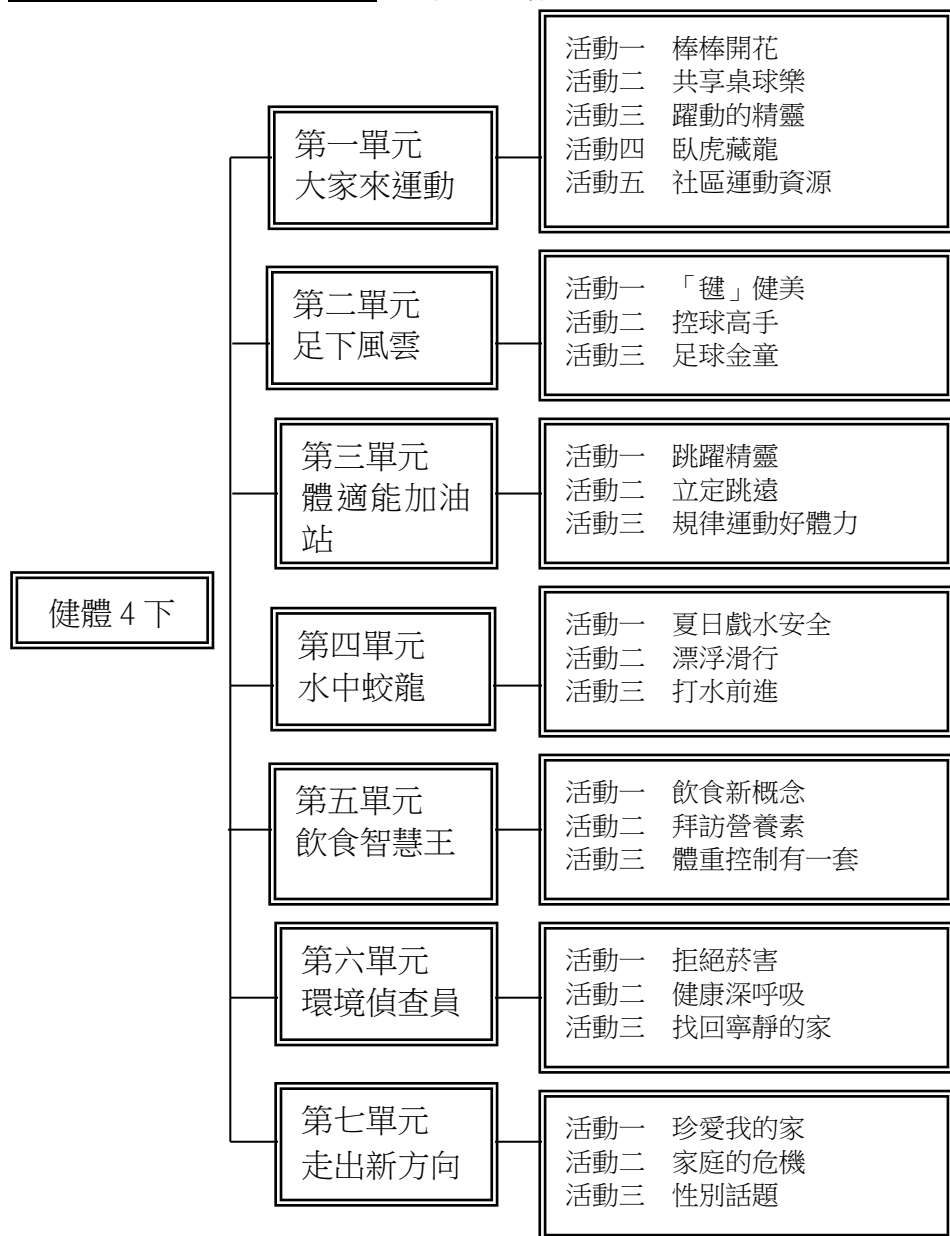 健體 4 下
第一單元
大家來運動
活動一　棒棒開花
活動二　共享桌球樂
活動三　躍動的精靈
活動四　臥虎藏龍
活動五　社區運動資源
第二單元
足下風雲
活動一　「毽」健美
活動二　控球高手
活動三　足球金童
第三單元
體適能加油
站
活動一　跳躍精靈
活動二　立定跳遠
活動三　規律運動好體力
第四單元
水中蛟龍
活動一　夏日戲水安全
活動二　漂浮滑行
活動三　打水前進
第五單元
飲食智慧王
活動一　飲食新概念
活動二　拜訪營養素
活動三　體重控制有一套
第六單元
環境偵查員
活動一　拒絕菸害
活動二　健康深呼吸
活動三　找回寧靜的家
第七單元
走出新方向
活動一　珍愛我的家
活動二　家庭的危機
活動三　性別話題